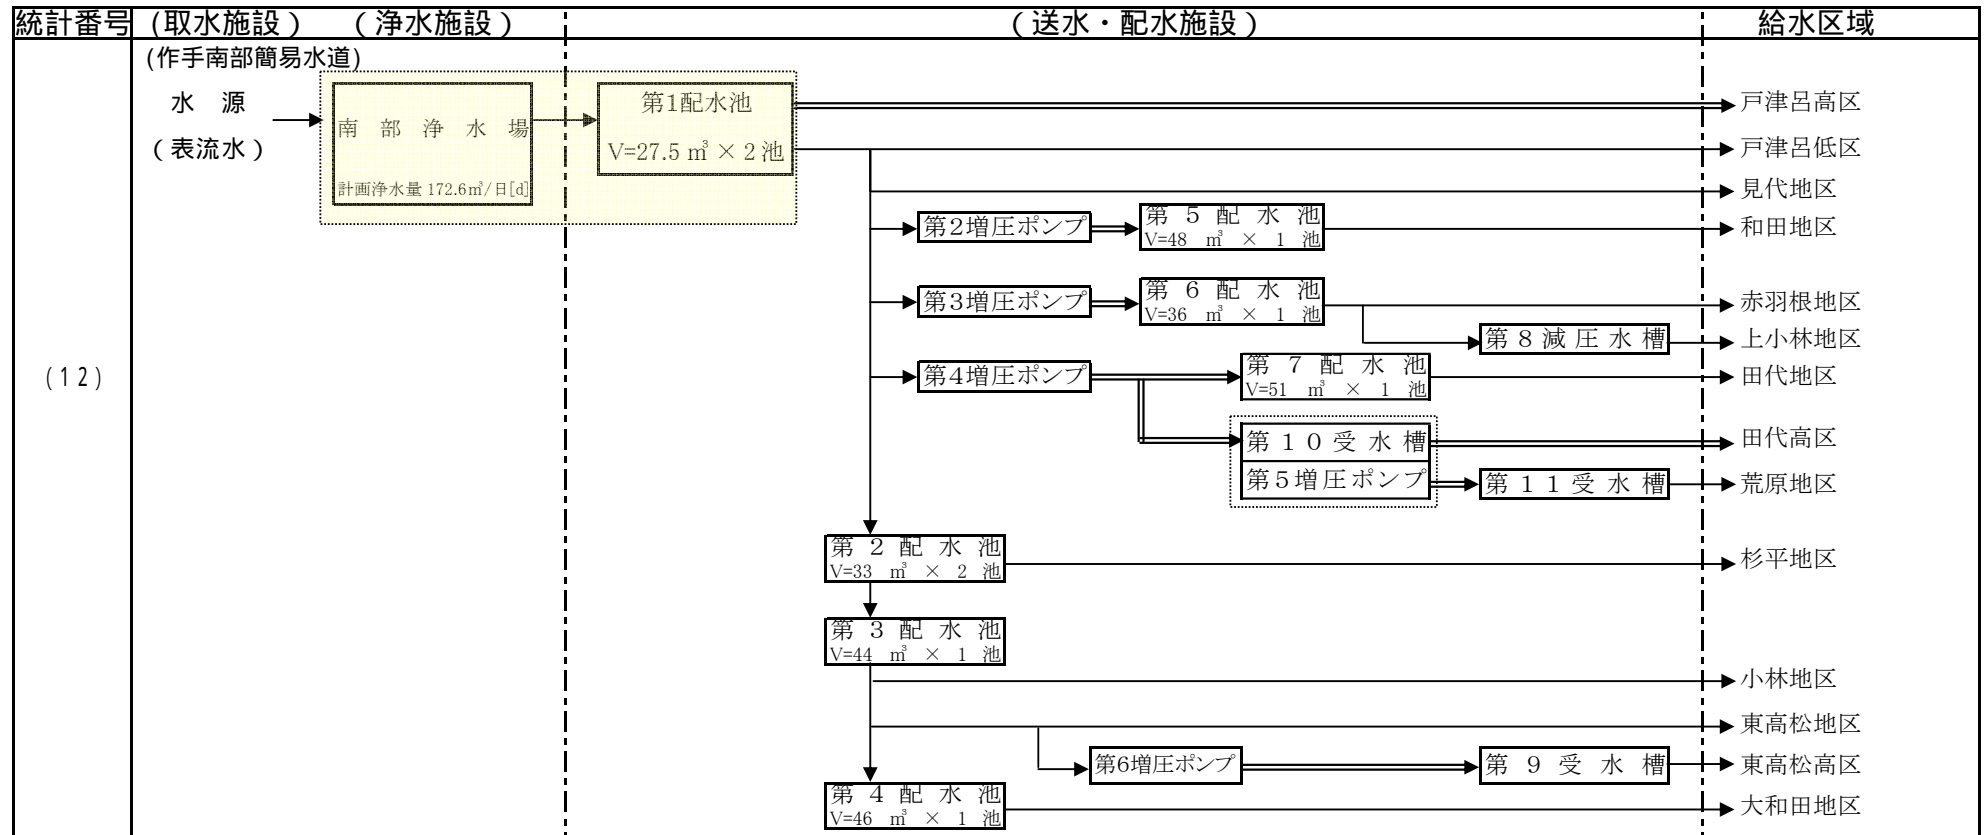 統計番号 (取水施設) (浄水施設) (送水・配水施設) 給水区域
(作手南部簡易水道)
水 源
(表流水)
南部浄水場
計画浄水量 172.6㎥/日[d]
第1配水池
V=27.5 ㎥ × 2 池
戸津呂高区
戸津呂低区
見代地区
第2増圧ポンプ
第5配水池
V=48 ㎥ × 1 池
和田地区
第3増圧ポンプ
第6配水池
V=36 ㎥ × 1 池
赤羽根地区
第8減圧水槽
上小林地区
(12)
第4増圧ポンプ
第7配水池
V=51 ㎥ × 1 池
田代地区
第10受水槽
田代高区
第5増圧ポンプ
第11受水槽
荒原地区
第2配水池
V=33 ㎥ × 2 池
杉平地区
第3配水池
V=44 ㎥ × 1 池
小林地区
東高松地区
第6増圧ポンプ
第9受水槽
東高松高区
第4配水池
V=46 ㎥ × 1 池
大和田地区